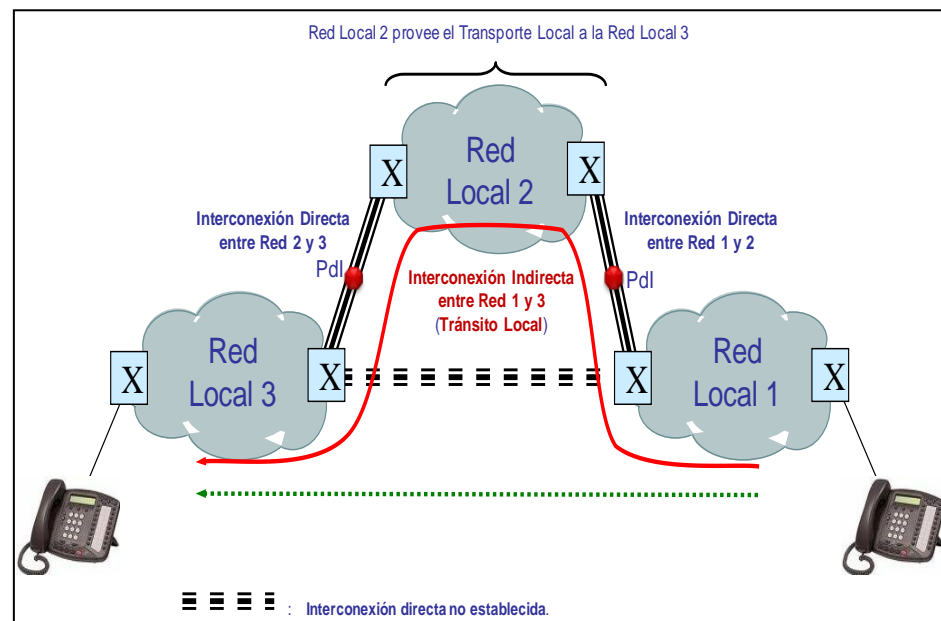 Red Local 2 provee el Transporte Local a la Red Local 3
Red
Local 2
X
X
Interconexión Directa
entre Red 2 y 3
PdI
Interconexión Directa
entre Red 1 y 2
PdI
Interconexión Indirecta
entre Red 1 y 3
(Tránsito Local)
Red
Local 3
X
X
Red
Local 1
X
X
: Interconexión directa no establecida.